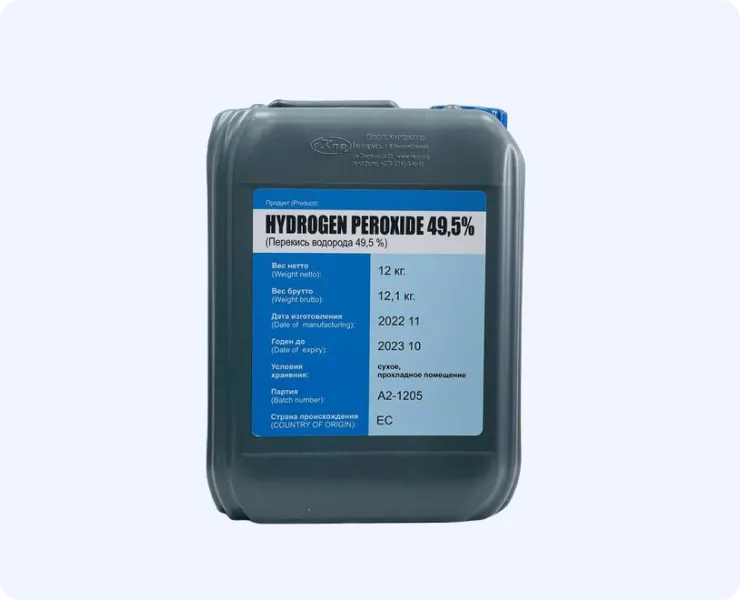 Продукт (Product):
HYDROGEN PEROXIDE 49,5%
(Перекись водорода 49,5 %)
Вес нетто
(Weight netto):
12 кг.
Вес брутто
(Weight brutto):
12,1 кг.
Дата изготовления
(Date of manufacturing):
2022 11
Годен до
(Date of expiry):
2023 10
Условия
хранения:
сухое,
прохладное помещение
Партия
(Batch number):
A2-1205
Страна происхождения
(COUNTRY OF ORIGIN):
EC